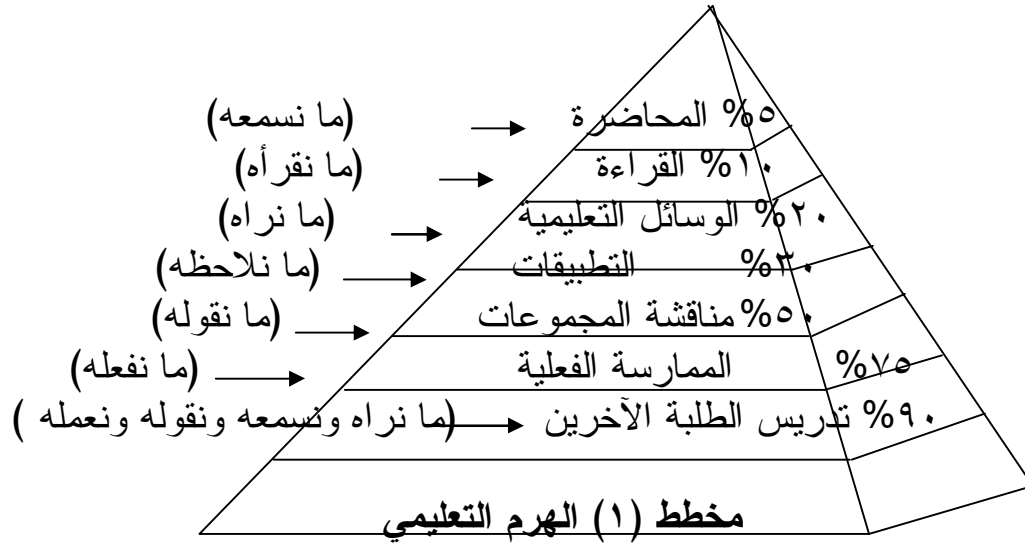 ٥% المحاضرة (ما نسمعه)
١٠% القراءة (ما نقرأه)
٢٠% الوسائل التعليمية (ما نراه)
٣٠% التطبيقات (ما نلاحظه)
٥٠% مناقشة المجموعات (ما نقوله)
٧٥% الممارسة الفعلية (ما نفعله)
٩٠% تدريس الطلبة الآخرين (ما نراه ونسمعه ونقوله ونعمله )
مخطط (١) الهرم التعليمي